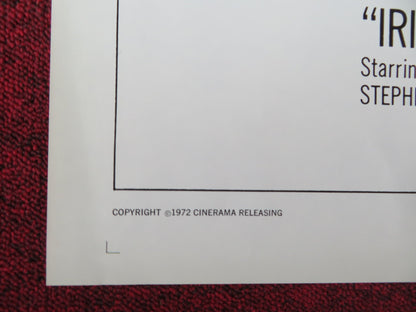 "IRI
Starrin
STEPH
COPYRIGHT ©1972 CINERAMA RELEASING